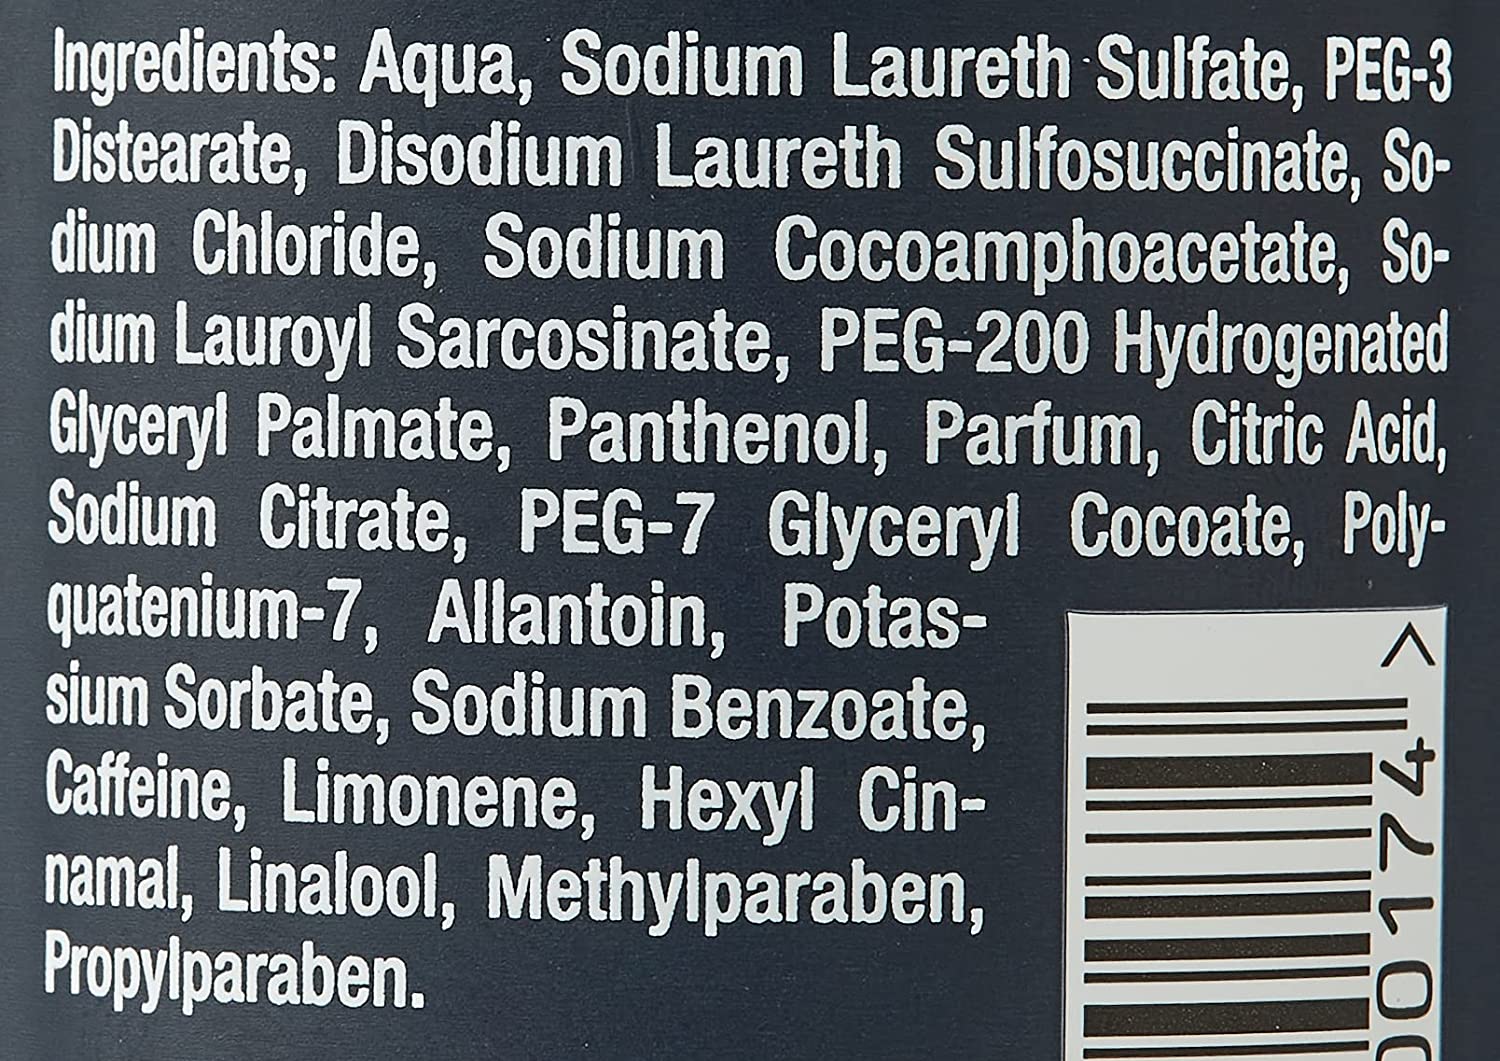 Ingredients: Aqua, Sodium Laureth Sulfate, PEG-3
Distearate, Disodium Laureth Sulfosuccinate, So-
dium Chloride, Sodium Cocoamphoacetate, So-
dium Lauroyl Sarcosinate, PEG-200 Hydrogenated
Glyceryl Palmate, Panthenol, Parfum, Citric Acid,
Sodium Citrate, PEG-7 Glyceryl Cocoate, Poly-
quatenium-7, Allantoin, Potas-
sium Sorbate, Sodium Benzoate,
Caffeine, Limonene, Hexyl Cin-
namal, Linalool, Methylparaben,
Propylparaben.
00174 >